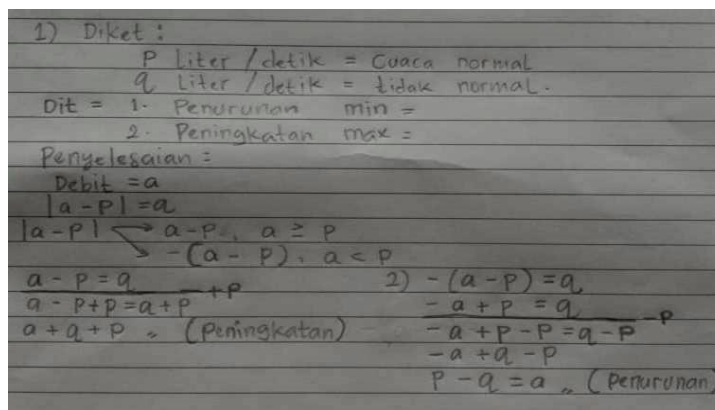 1) Diket :
P Liter / detik = Cuaca normal
q Liter / detik = tidak normal.
Dit = 1. Penurunan min =
2. Peningkatan max =
Penyelesaian =
Debit = a
|a - p| = q
|a - p| → a - p , a ≥ p
→ - (a - p) , a < p
a - p = q
+p
a - p + p = q + p
a + q + p ,, (Peningkatan)
2) - (a - p) = q
- a + p = q
-p
- a + p - p = q - p
- a + q - p
p - q = a ,, (Penurunan)